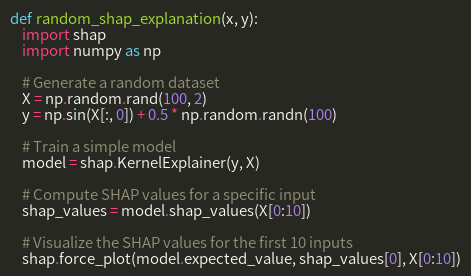 def random_shap_explanation(x, y):
    import shap
    import numpy as np

    # Generate a random dataset
    X = np.random.rand(100, 2)
    y = np.sin(X[:, 0]) + 0.5 * np.random.randn(100)

    # Train a simple model
    model = shap.KernelExplainer(y, X)

    # Compute SHAP values for a specific input
    shap_values = model.shap_values(X[0:10])

    # Visualize the SHAP values for the first 10 inputs
    shap.force_plot(model.expected_value, shap_values[0], X[0:10])